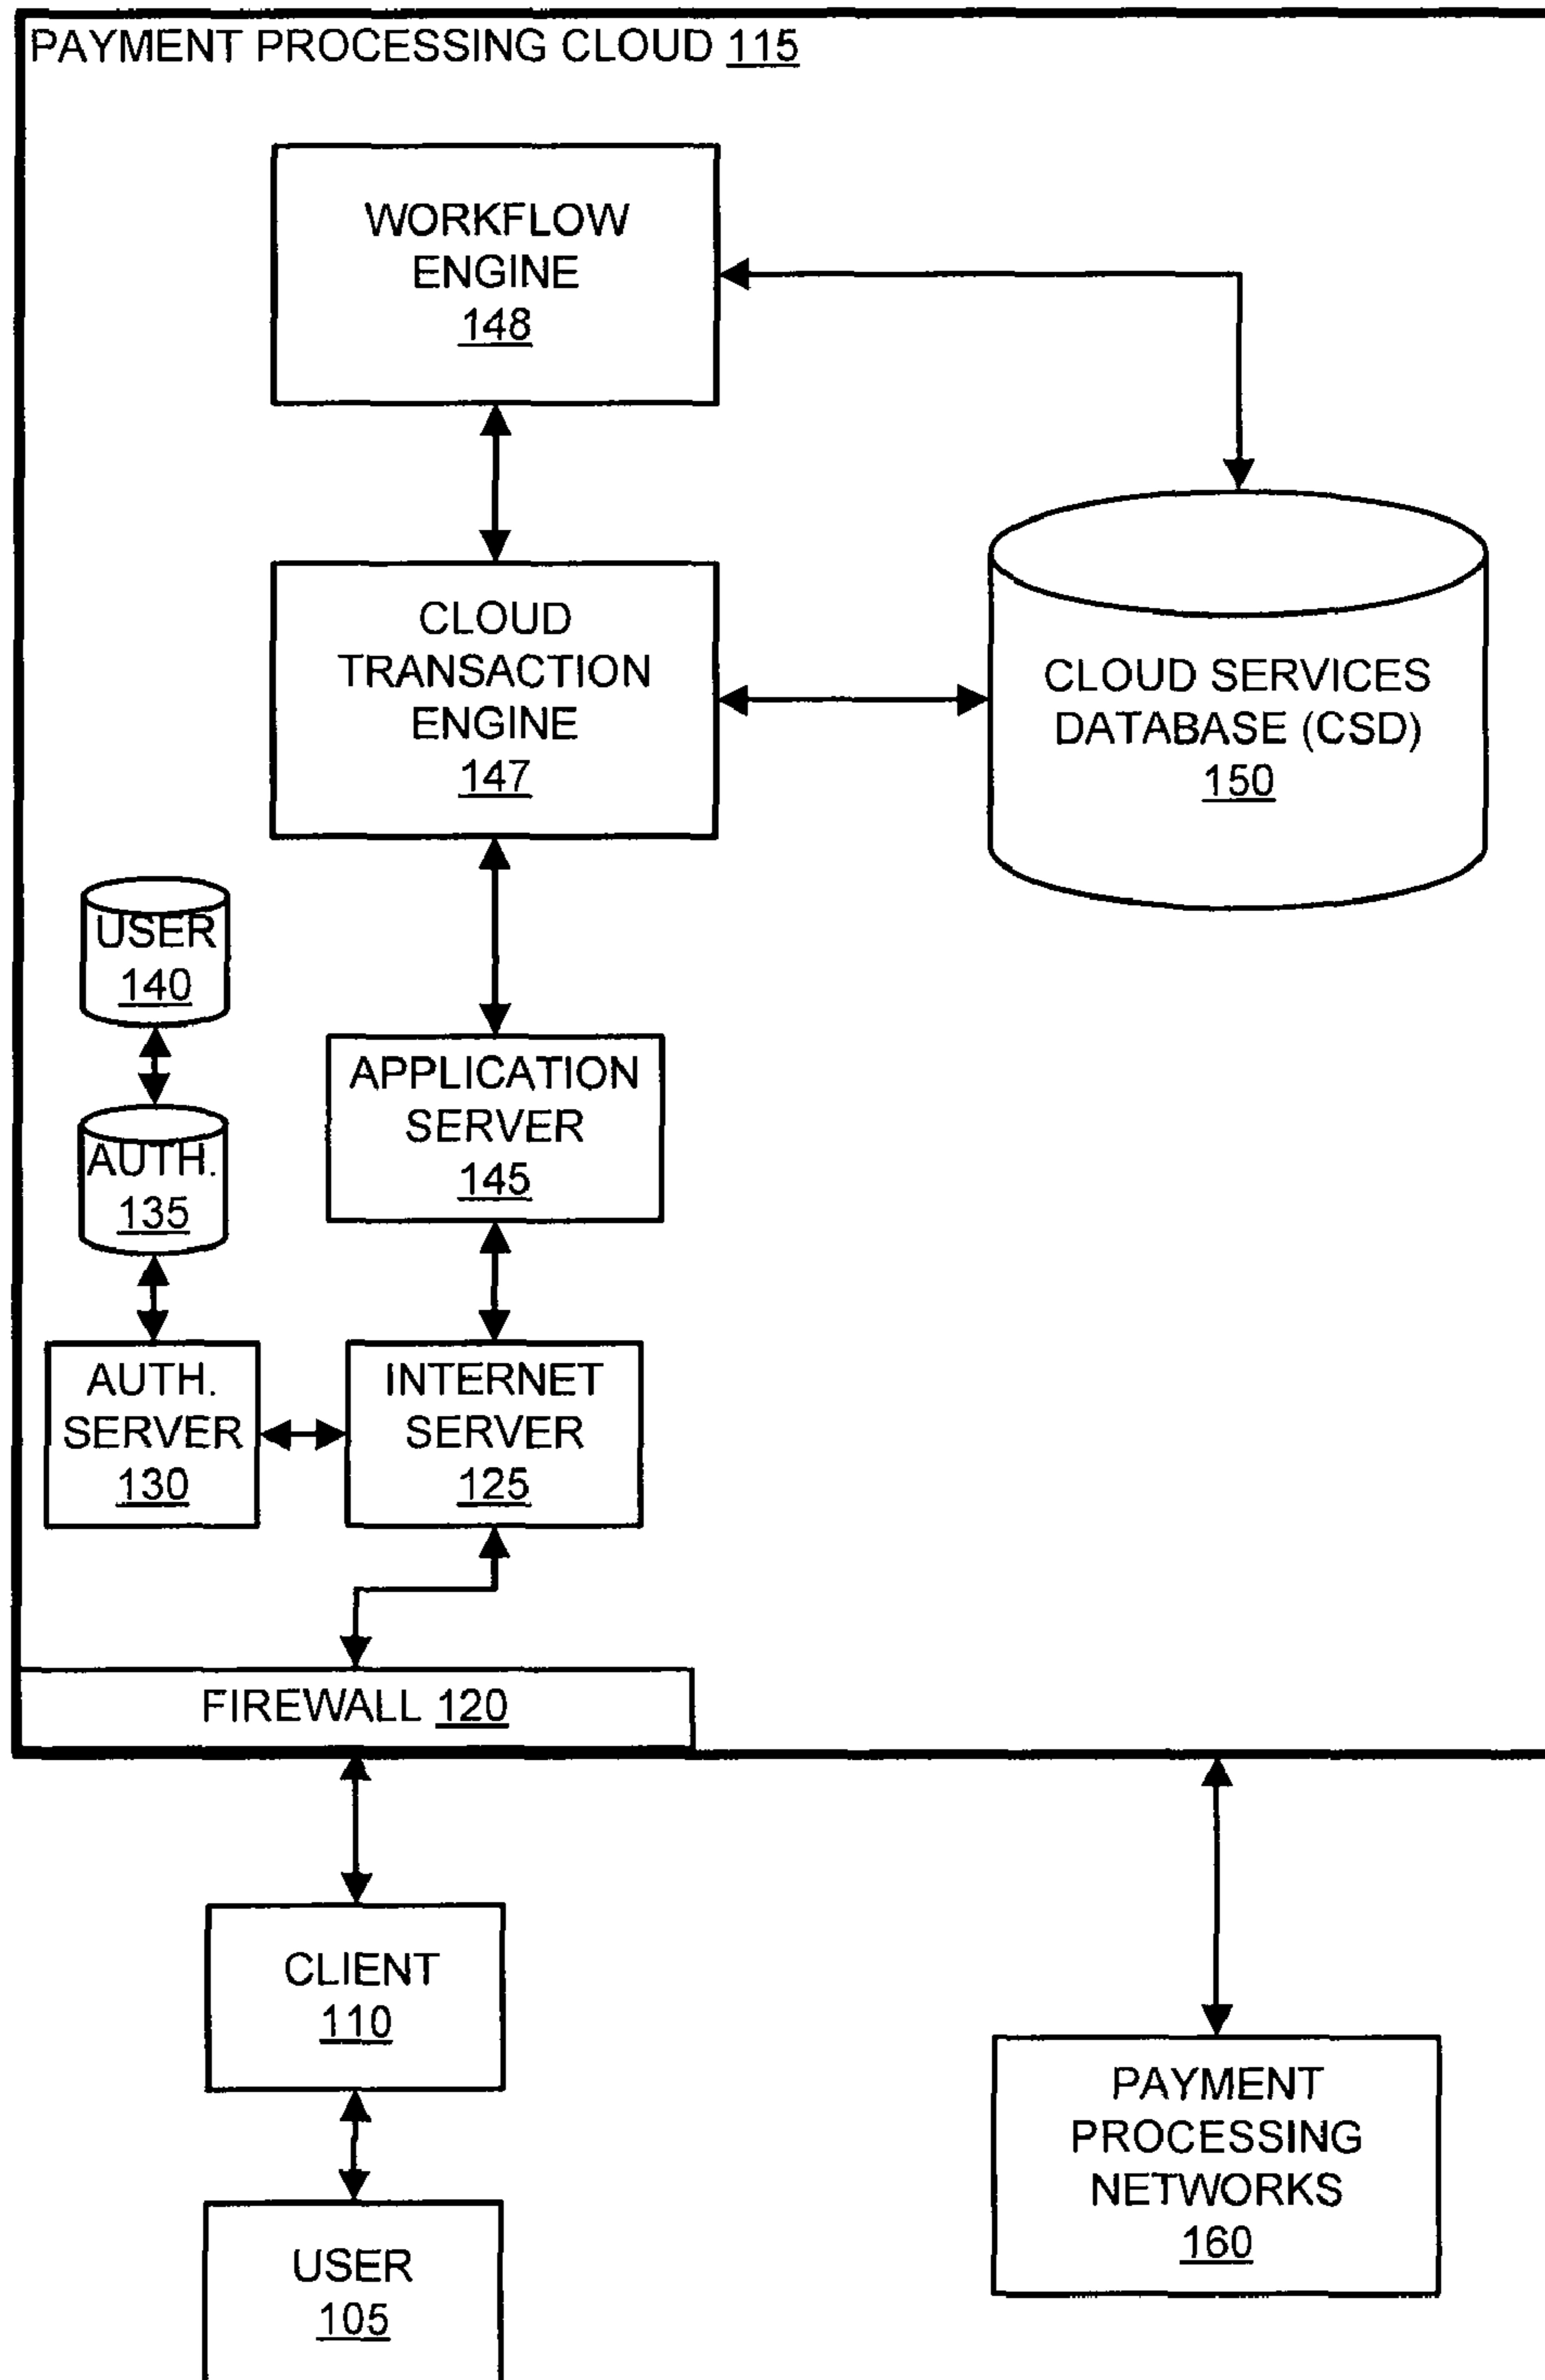 PAYMENT PROCESSING CLOUD 115
WORKFLOW
ENGINE
148
CLOUD
TRANSACTION
ENGINE
147
CLOUD SERVICES
DATABASE (CSD)
150
USER
140
AUTH.
135
APPLICATION
SERVER
145
AUTH.
SERVER
130
INTERNET
SERVER
125
FIREWALL 120
CLIENT
110
USER
105
PAYMENT
PROCESSING
NETWORKS
160